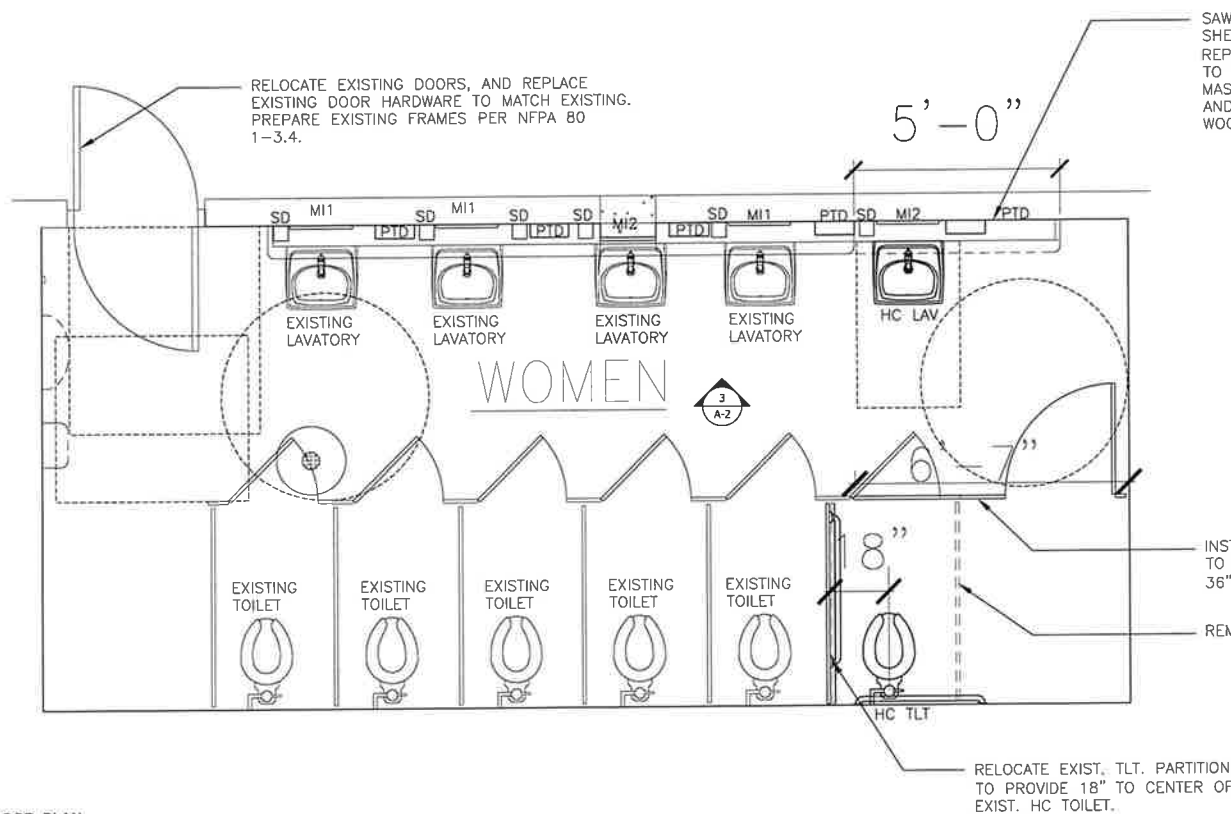 SAW
SHE
REP
TO
MAS
AND
WOO
RELOCATE EXISTING DOORS, AND REPLACE
EXISTING DOOR HARDWARE TO MATCH EXISTING.
PREPARE EXISTING FRAMES PER NFPA 80
1-3.4.
5'-0"
SD MI1 PTD SD MI1 SD PTD SD MI2 PTD SD MI1 PTD SD MI2 PTD
EXISTING
LAVATORY
EXISTING
LAVATORY
EXISTING
LAVATORY
EXISTING
LAVATORY
HC LAV
WOMEN
3
A-2
6'-7"
18"
EXISTING
TOILET
EXISTING
TOILET
EXISTING
TOILET
EXISTING
TOILET
EXISTING
TOILET
HC TLT
INST
TO
36"
REM
RELOCATE EXIST. TLT. PARTITION
TO PROVIDE 18" TO CENTER OF
EXIST. HC TOILET.